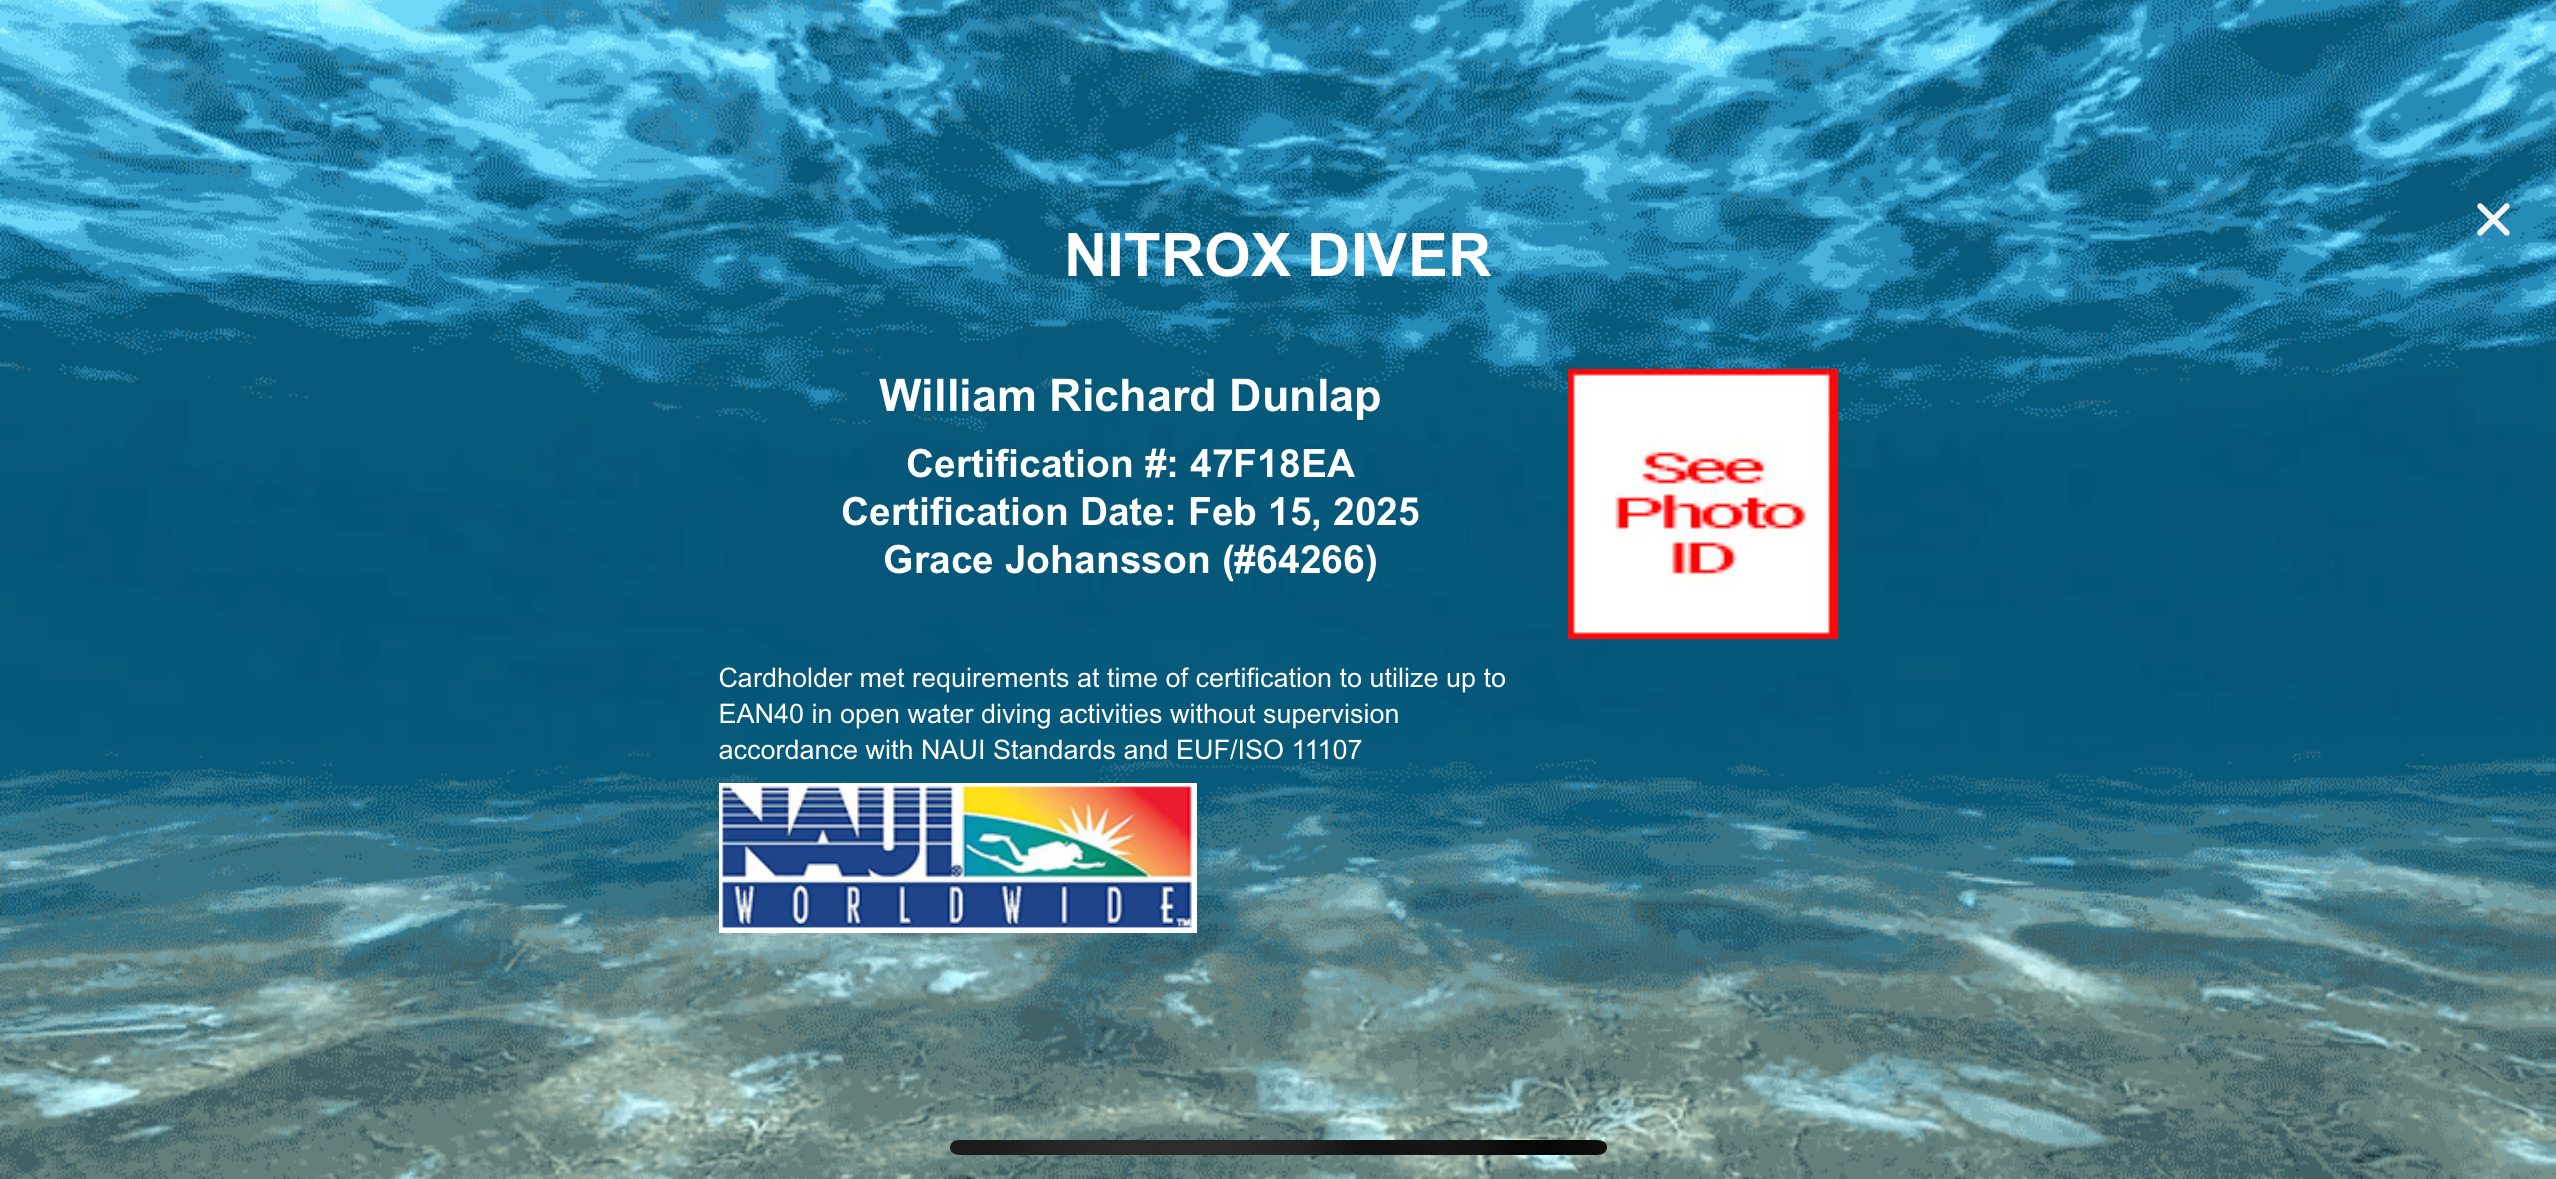 NITROX DIVER
William Richard Dunlap
Certification #: 47F18EA
Certification Date: Feb 15, 2025
Grace Johansson (#64266)
See
Photo
ID
Cardholder met requirements at time of certification to utilize up to
EAN40 in open water diving activities without supervision
accordance with NAUI Standards and EUF/ISO 11107
NAUI®
WORLDWIDE™